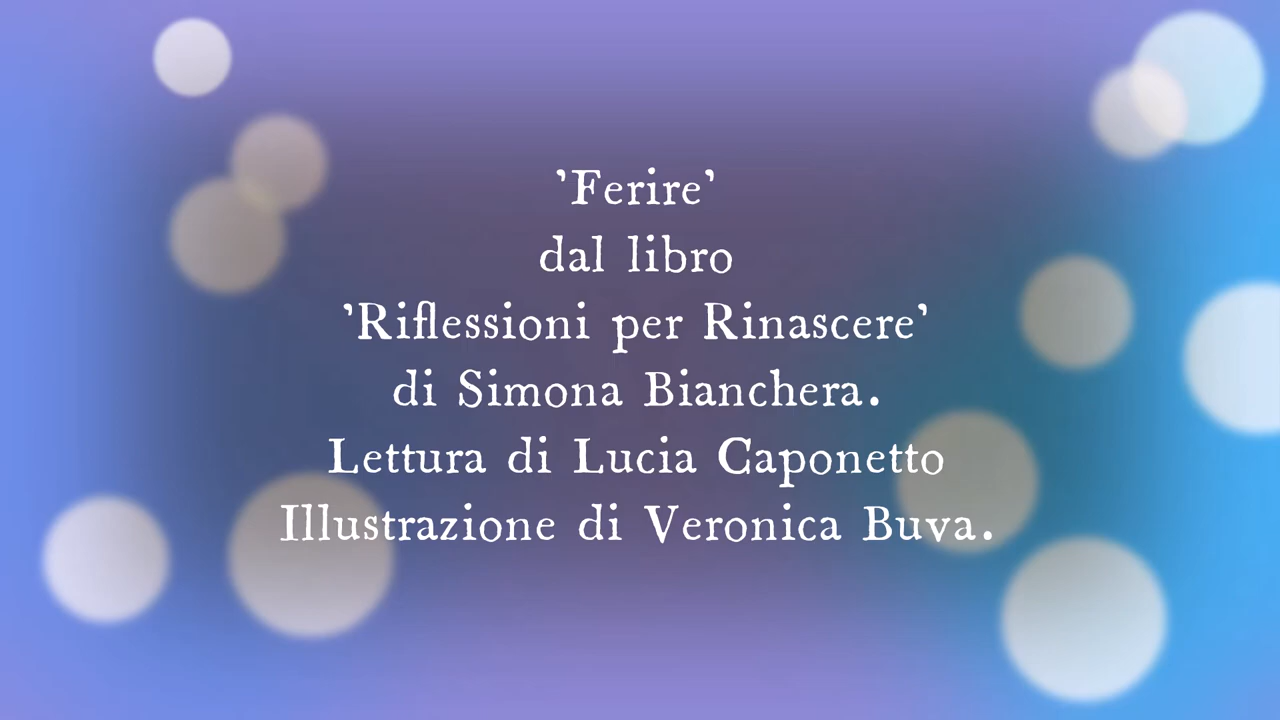 ’Ferire’
dal libro
’Riflessioni per Rinascere’
di Simona Bianchera.
Lettura di Lucia Caponetto
Illustrazione di Veronica Buva.